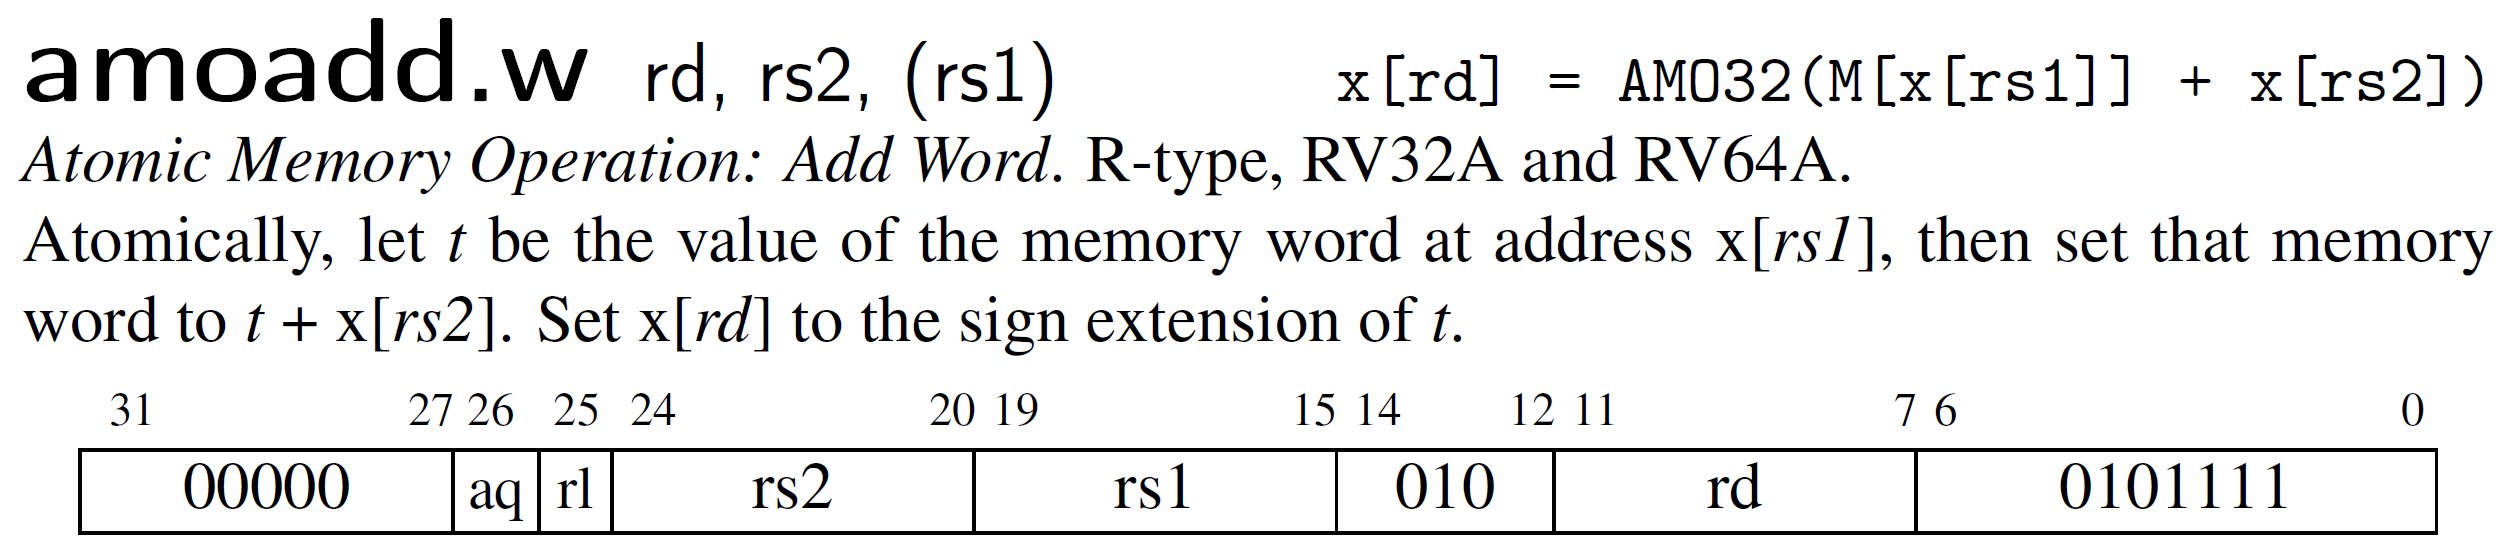 amoadd.w rd, rs2, (rs1) x[rd] = AMO32(M[x[rs1]] + x[rs2])
Atomic Memory Operation: Add Word. R-type, RV32A and RV64A.
Atomically, let t be the value of the memory word at address x[rs1], then set that memory
word to t + x[rs2]. Set x[rd] to the sign extension of t.
31 27 26 25 24 20 19 15 14 12 11 7 6 0
00000 aq rl rs2 rs1 010 rd 0101111